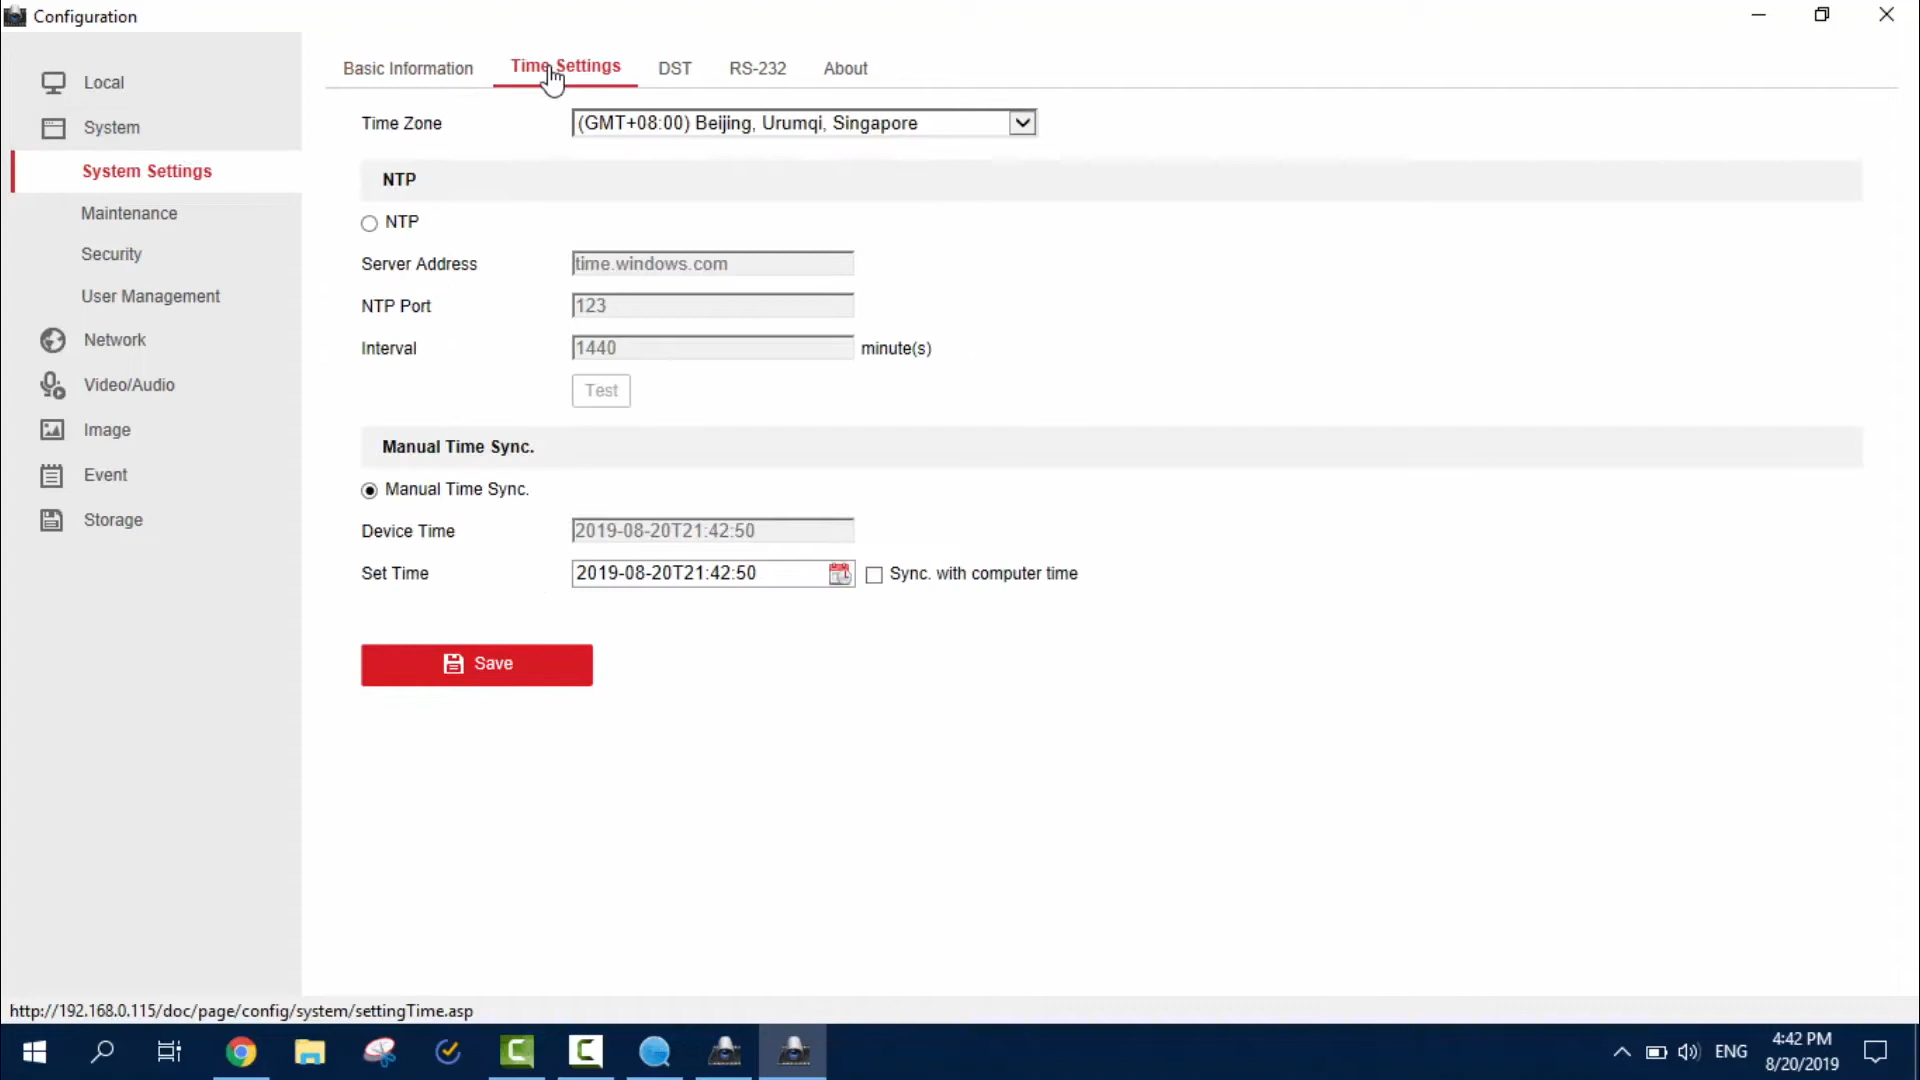 Configuration
Local
System
System Settings
Maintenance
Security
User Management
Network
Video/Audio
Image
Event
Storage
Basic Information Time Settings DST RS-232 About
Time Zone (GMT+08:00) Beijing, Urumqi, Singapore
NTP
NTP
Server Address time.windows.com
NTP Port 123
Interval 1440 minute(s)
Test
Manual Time Sync.
Manual Time Sync.
Device Time 2019-08-20T21:42:50
Set Time 2019-08-20T21:42:50 Sync. with computer time
Save
http://192.168.0.115/doc/page/config/system/settingTime.asp
ENG
4:42 PM
8/20/2019